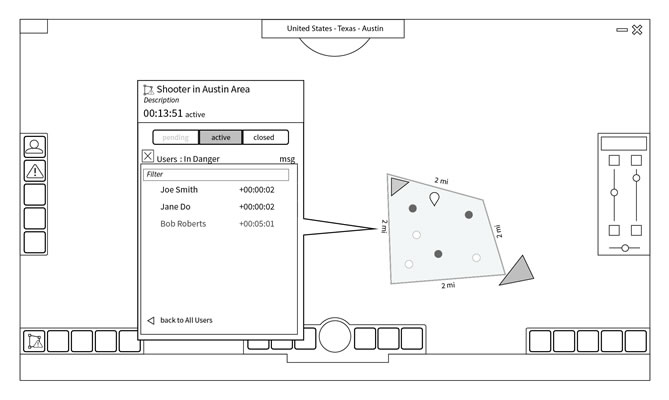 United States - Texas - Austin
Shooter in Austin Area
Description
00:13:51 active
pending active closed
Users : In Danger msg
Filter
Joe Smith +00:00:02
Jane Do +00:00:02
Bob Roberts +00:05:01
back to All Users
2 mi
2 mi
2 mi
2 mi